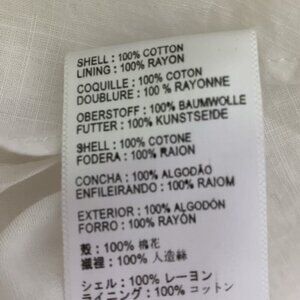 SHELL : 100% COTTON
LINING : 100% RAYON
COQUILLE : 100% COTON
DOUBLURE : 100 % RAYONNE
OBERSTOFF : 100% BAUMWOLLE
FUTTER : 100% KUNSTSEIDE
SHELL : 100% COTONE
FODERA : 100% RAION
CONCHA : 100% ALGODÃO
ENFILEIRANDO : 100% RAIOM
EXTERIOR : 100% ALGODÓN
FORRO : 100% RAYÓN
殼 : 100% 棉花
襯裡 : 100% 人造絲
シェル : 100% レーヨン
ライニング : 100% コットン